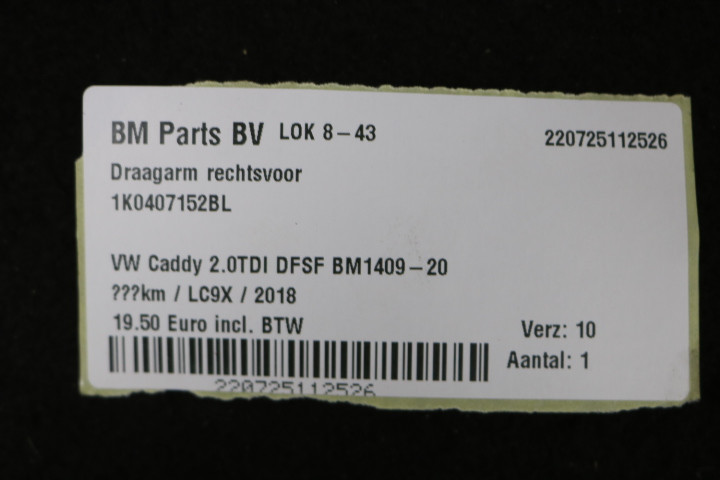 BM Parts BV LOK 8-43 220725112526
Draagarm rechtsvoor
1K0407152BL
VW Caddy 2.0TDI DFSF BM1409-20
???km / LC9X / 2018
19.50 Euro incl. BTW
Verz: 10
Aantal: 1
220725112526